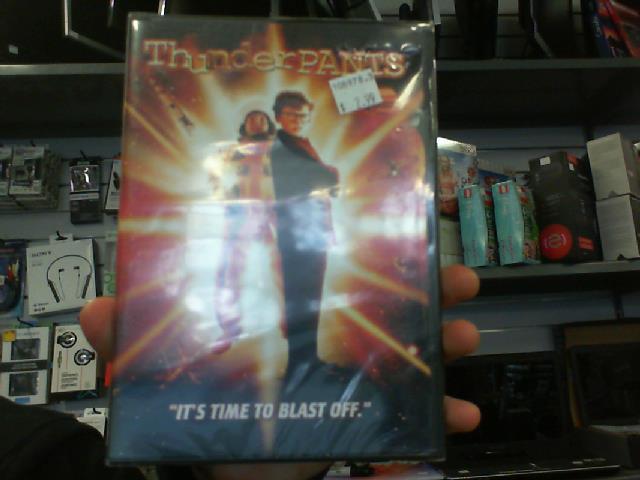 ThunderPANTS
$ 2.99
"IT'S TIME TO BLAST OFF."